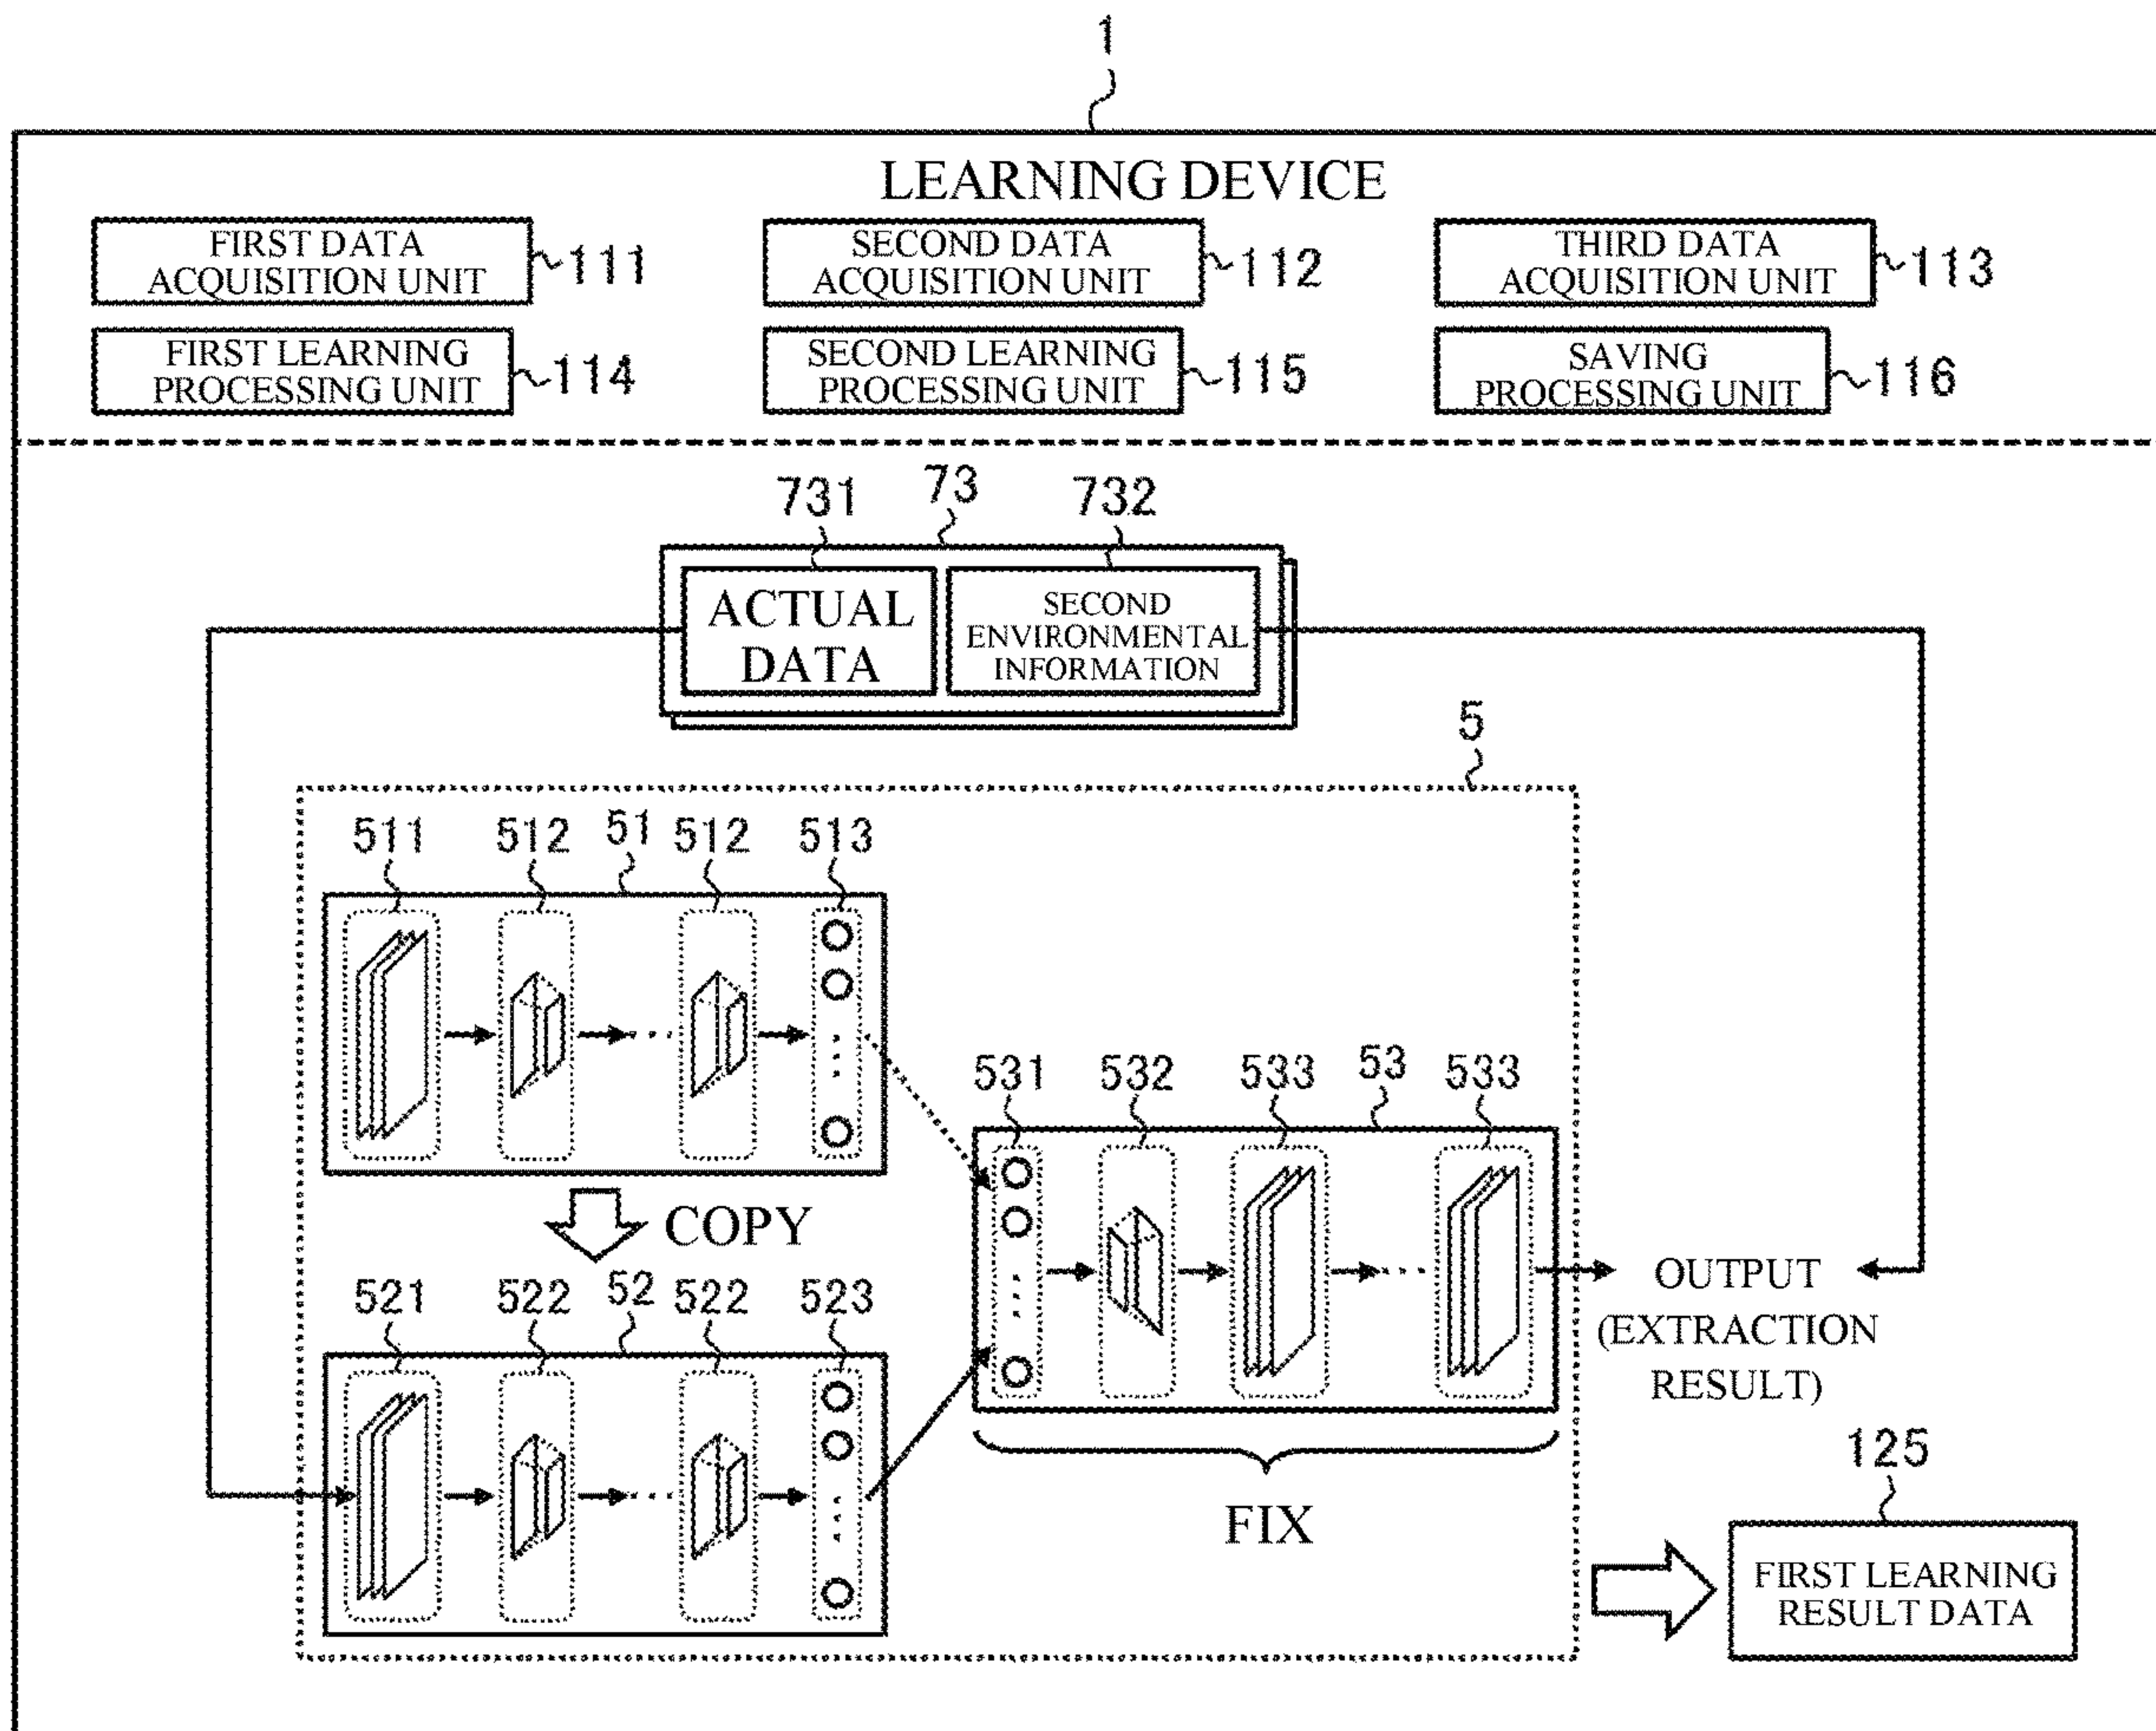 1
LEARNING DEVICE
FIRST DATA
ACQUISITION UNIT
111
SECOND DATA
ACQUISITION UNIT
112
THIRD DATA
ACQUISITION UNIT
113
FIRST LEARNING
PROCESSING UNIT
114
SECOND LEARNING
PROCESSING UNIT
115
SAVING
PROCESSING UNIT
116
731 73 732
ACTUAL
DATA
SECOND
ENVIRONMENTAL
INFORMATION
5
511 512 51 512 513
531 532 533 53 533
COPY
521 522 52 522 523
OUTPUT
(EXTRACTION
RESULT)
FIX
125
FIRST LEARNING
RESULT DATA